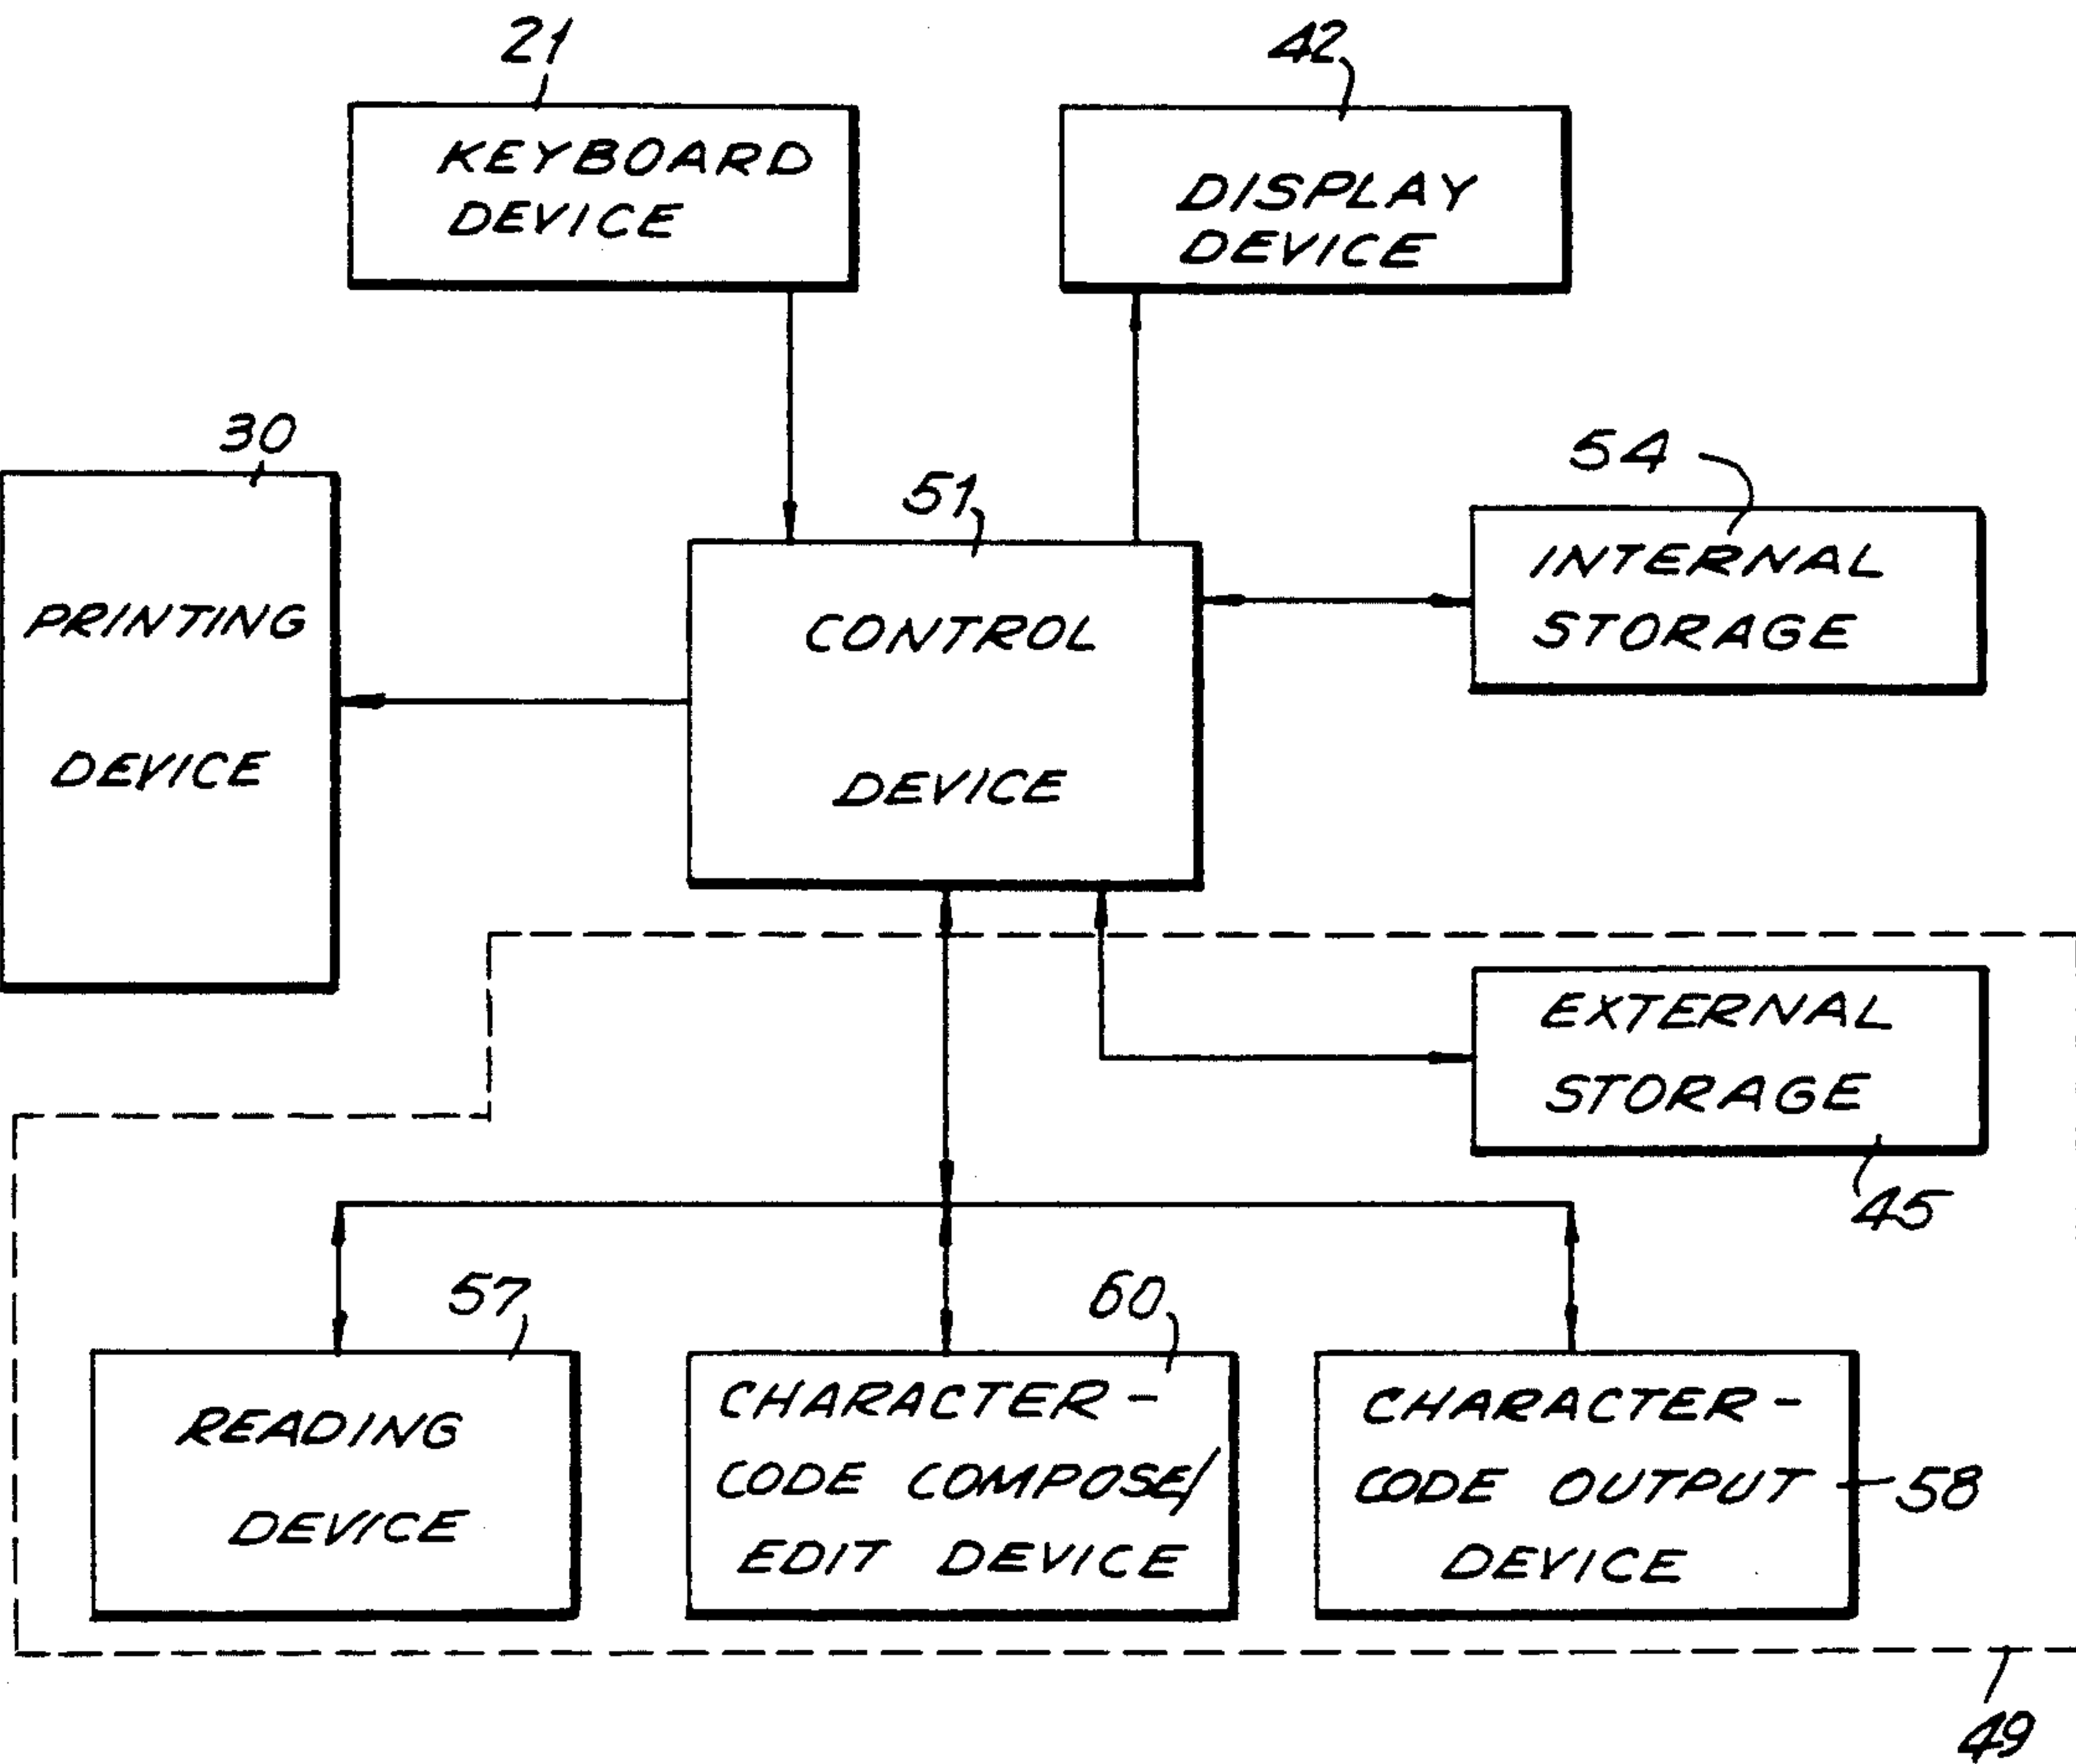 21
KEYBOARD
DEVICE
42
DISPLAY
DEVICE
30
PRINTING
DEVICE
51
CONTROL
DEVICE
54
INTERNAL
STORAGE
EXTERNAL
STORAGE
45
57
READING
DEVICE
60
CHARACTER-
CODE COMPOSE/
EDIT DEVICE
CHARACTER-
CODE OUTPUT
DEVICE
58
49